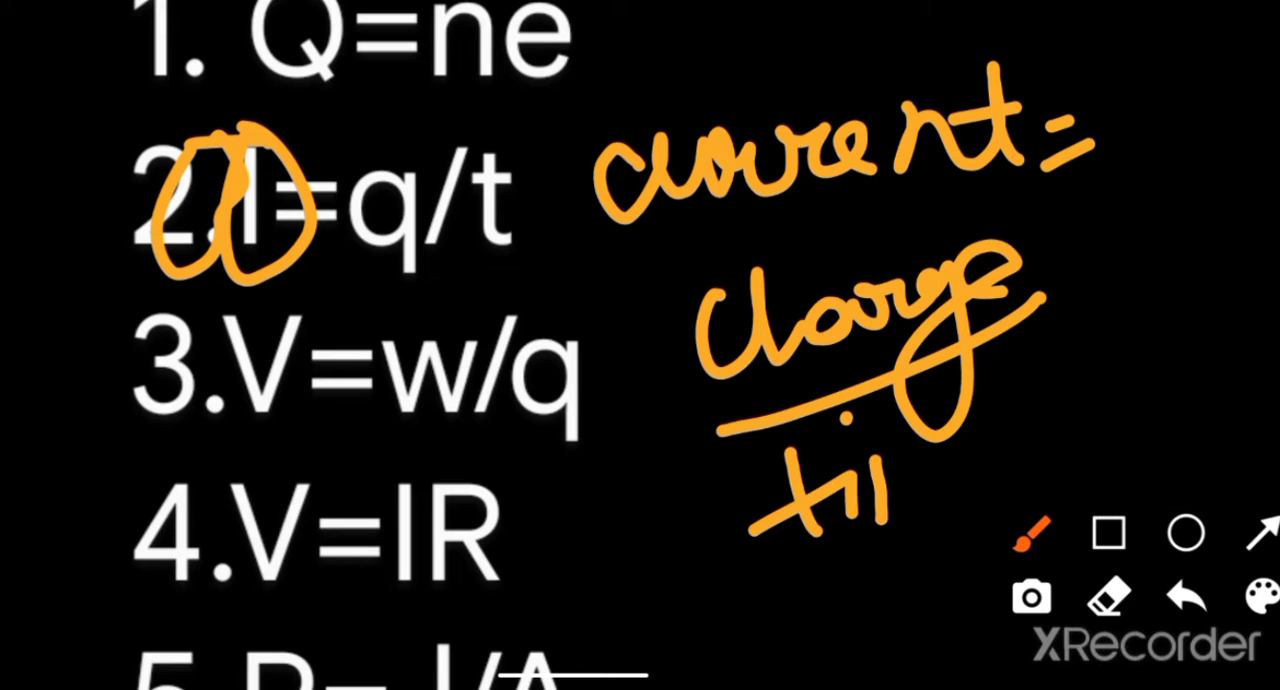 1. Q=ne
2.I=q/t
3.V=w/q
4.V=IR
current=
charge
XRecorder